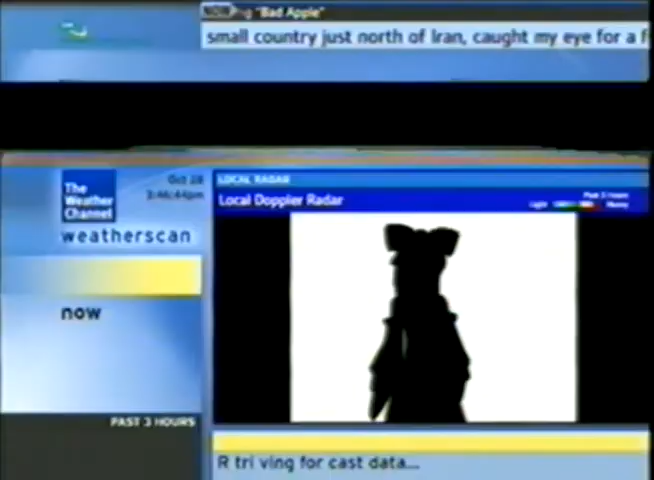 NOW
"Bad Apple"
small country just north of Iran, caught my eye for a f
The
Weather
Channel
Oct 28
3:46:44pm
weatherscan
now
PAST 3 HOURS
LOCAL RADAR
Local Doppler Radar
Past 3 hours
Light
Heavy
R tri ving for cast data...